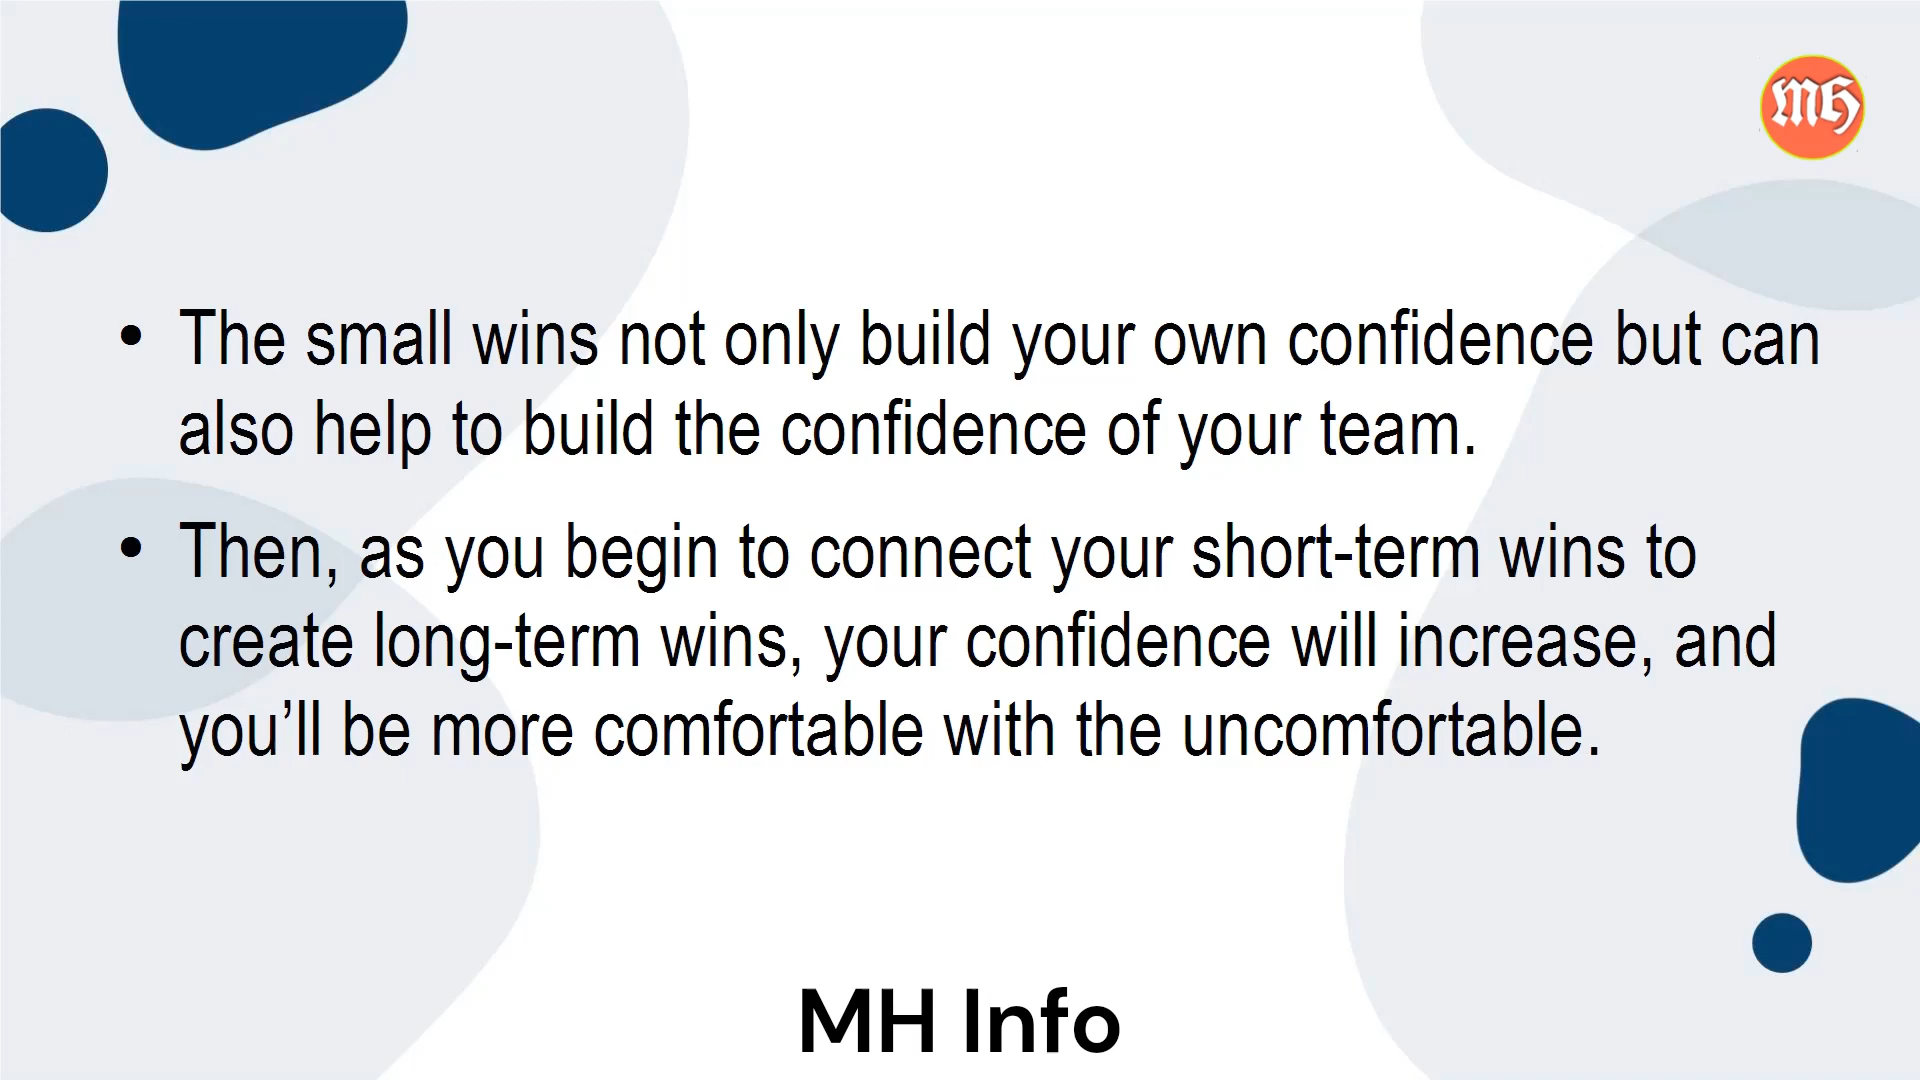 MH
• The small wins not only build your own confidence but can
also help to build the confidence of your team.
• Then, as you begin to connect your short-term wins to
create long-term wins, your confidence will increase, and
you’ll be more comfortable with the uncomfortable.
MH Info